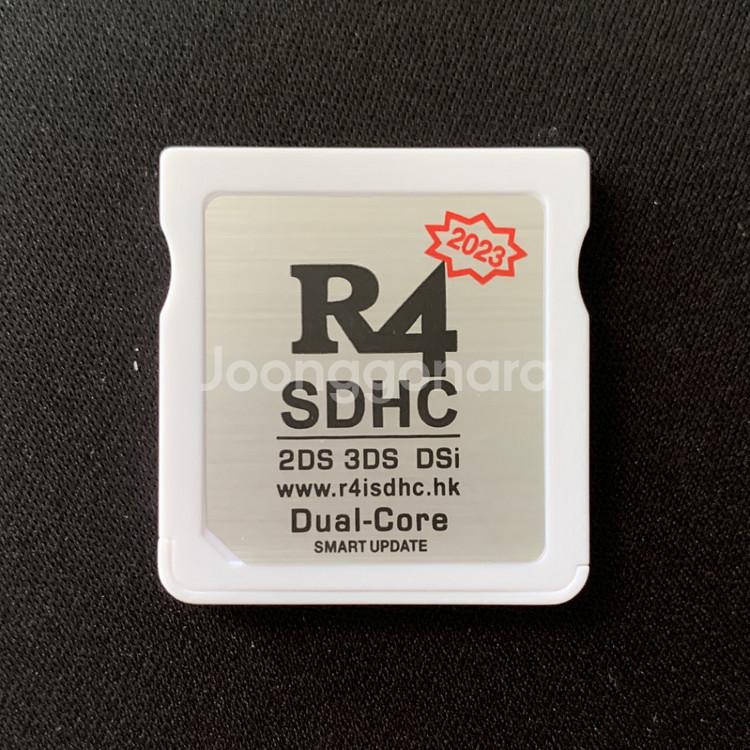 2023
R4
Joonggonara
SDHC
2DS 3DS DSi
www.r4isdhc.hk
Dual-Core
SMART UPDATE